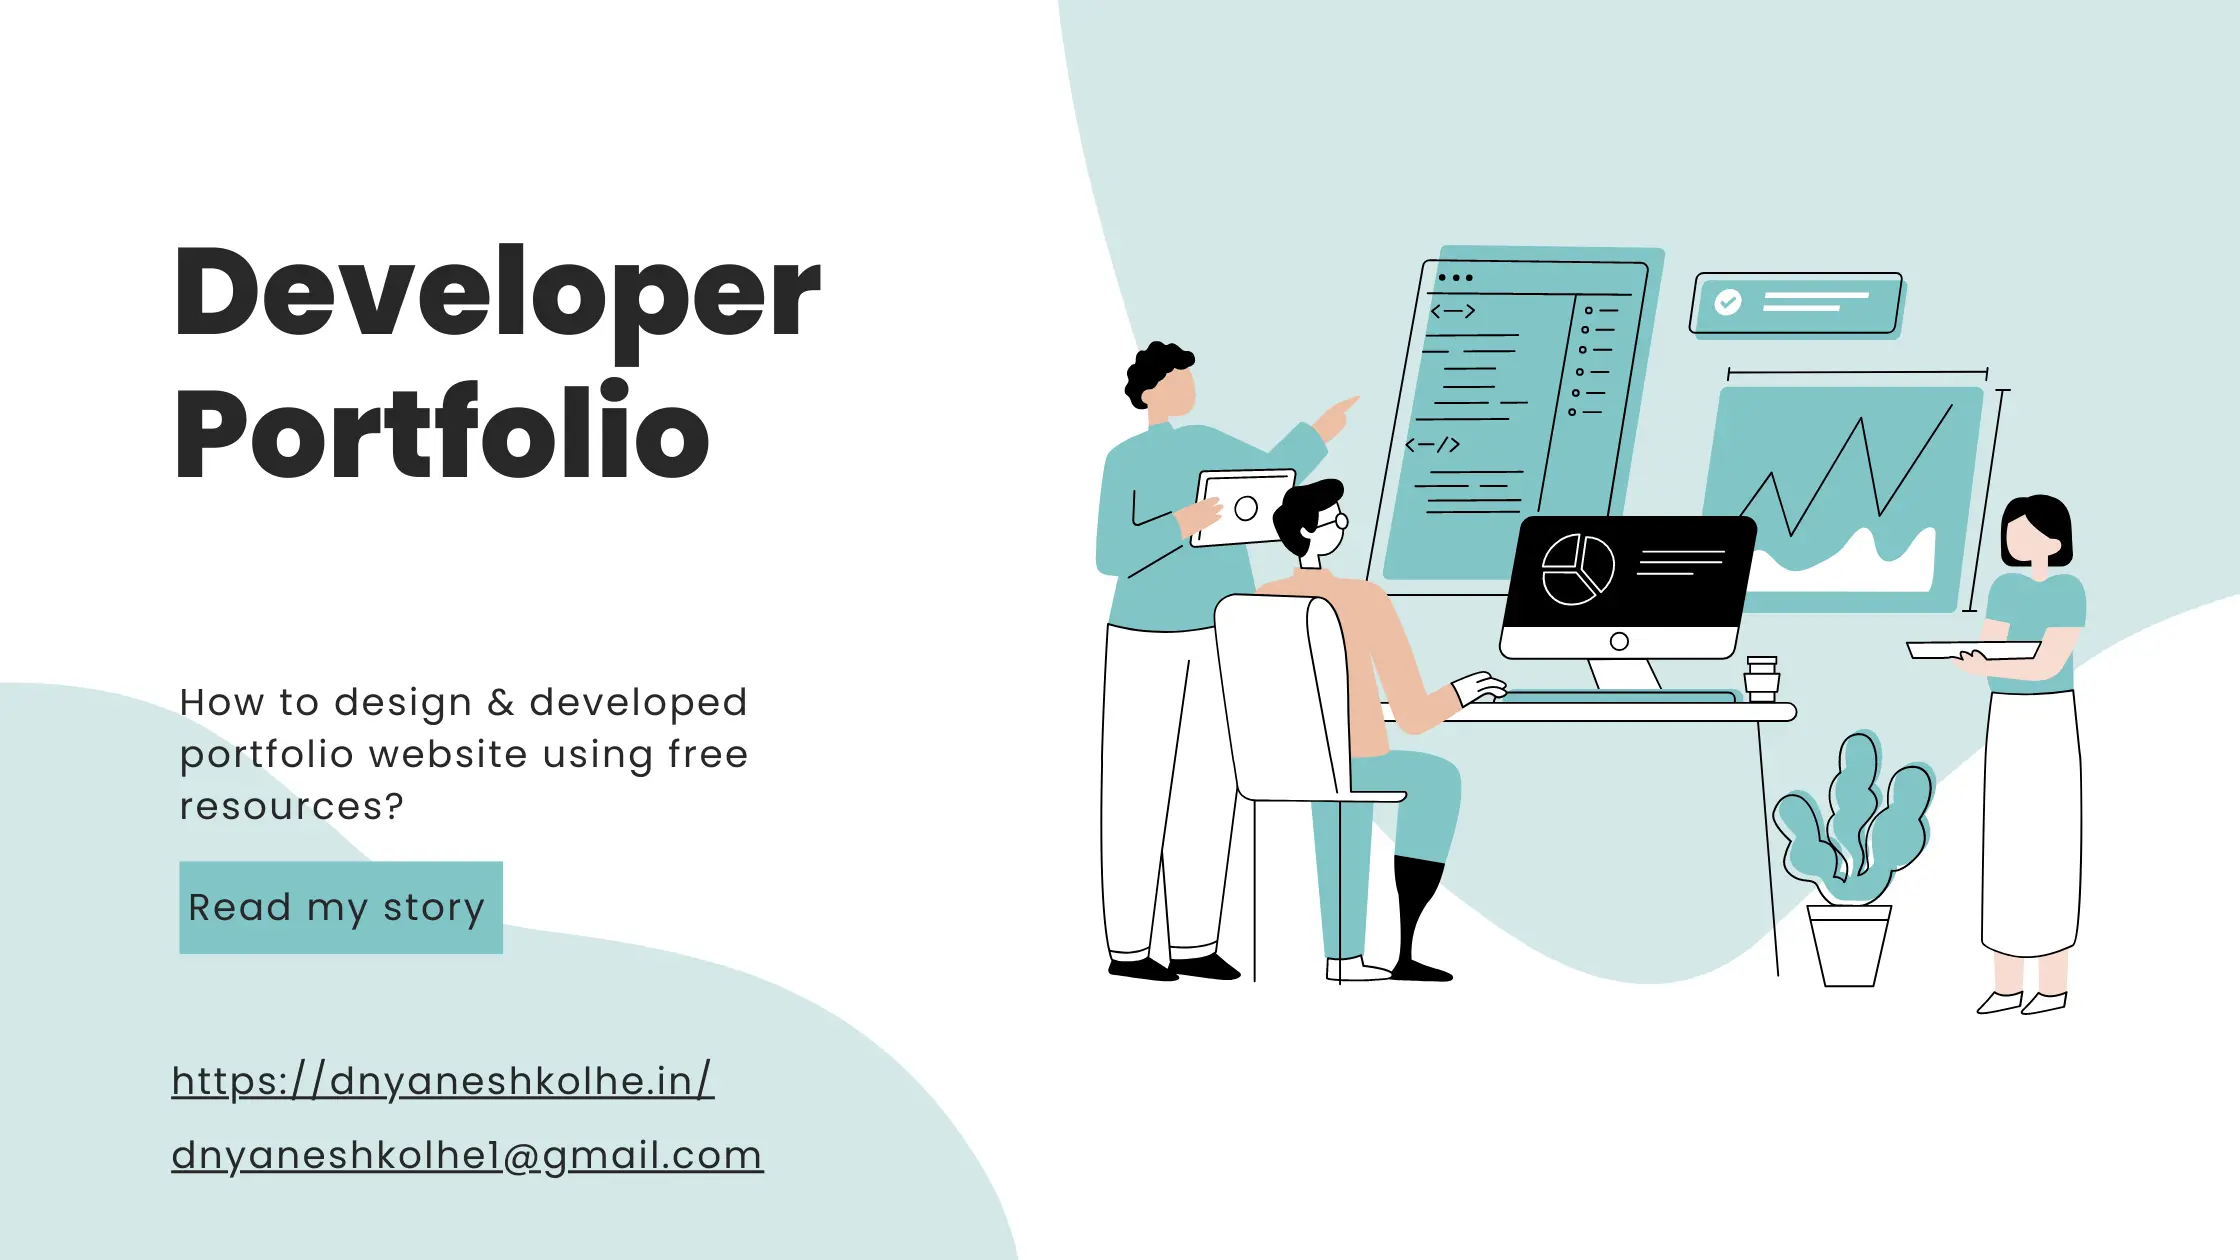 Developer
Portfolio
How to design & developed
portfolio website using free
resources?
Read my story
https://dnyaneshkolhe.in/
dnyaneshkolhe1@gmail.com